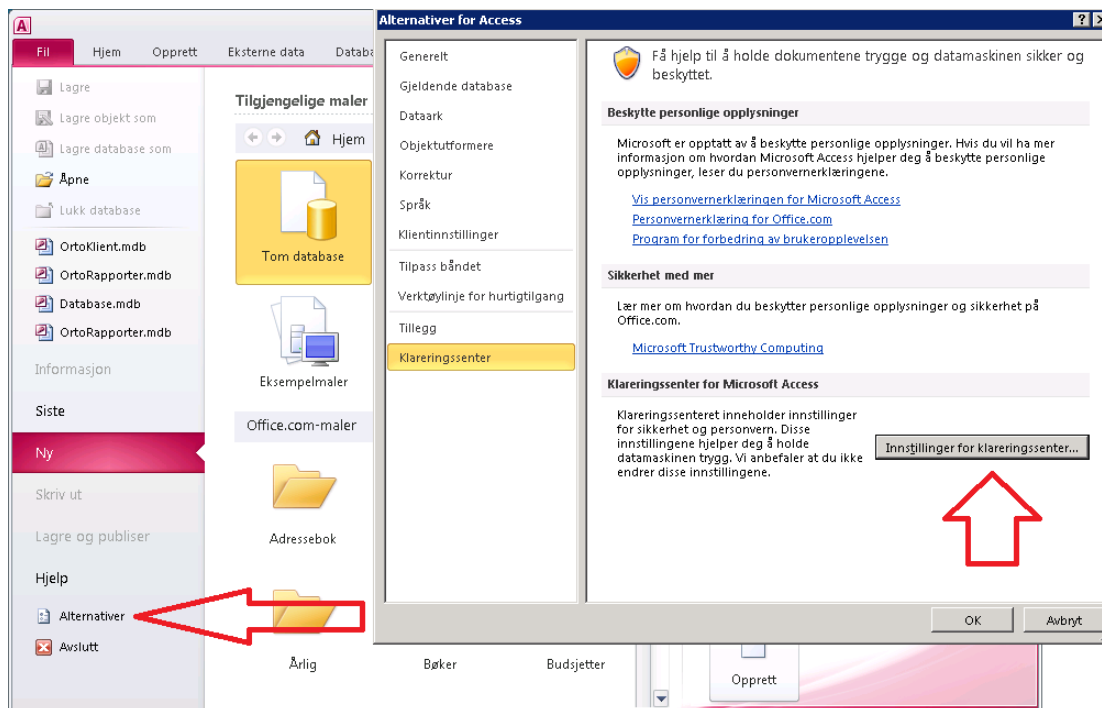 A
Fil Hjem Opprett Eksterne data Databa
Lagre
Lagre objekt som
Lagre database som
Åpne
Lukk database
OrtoKlient.mdb
OrtoRapporter.mdb
Database.mdb
OrtoRapporter.mdb
Informasjon
Siste
Ny
Skriv ut
Lagre og publiser
Hjelp
Alternativer
Avslutt
Tilgjengelige maler
Hjem
Tom database
Eksempelmaler
Office.com-maler
Adressebok
Årlig
Bøker
Budsjetter
Opprett
Alternativer for Access
Generelt
Gjeldende database
Dataark
Objektutformere
Korrektur
Språk
Klientinnstillinger
Tilpass båndet
Verktøylinje for hurtigtilgang
Tillegg
Klareringssenter
Få hjelp til å holde dokumentene trygge og datamaskinen sikker og
beskyttet.
Beskytte personlige opplysninger
Microsoft er opptatt av å beskytte personlige opplysninger. Hvis du vil ha mer
informasjon om hvordan Microsoft Access hjelper deg å beskytte personlige
opplysninger, leser du personvernerklæringene.
Vis personvernerklæringen for Microsoft Access
Personvernerklæring for Office.com
Program for forbedring av brukeropplevelsen
Sikkerhet med mer
Lær mer om hvordan du beskytter personlige opplysninger og sikkerhet på
Office.com.
Microsoft Trustworthy Computing
Klareringssenter for Microsoft Access
Klareringssenteret inneholder innstillinger
for sikkerhet og personvern. Disse
innstillingene hjelper deg å holde
datamaskinen trygg. Vi anbefaler at du ikke
endrer disse innstillingene.
Innstillinger for klareringssenter...
OK
Avbryt